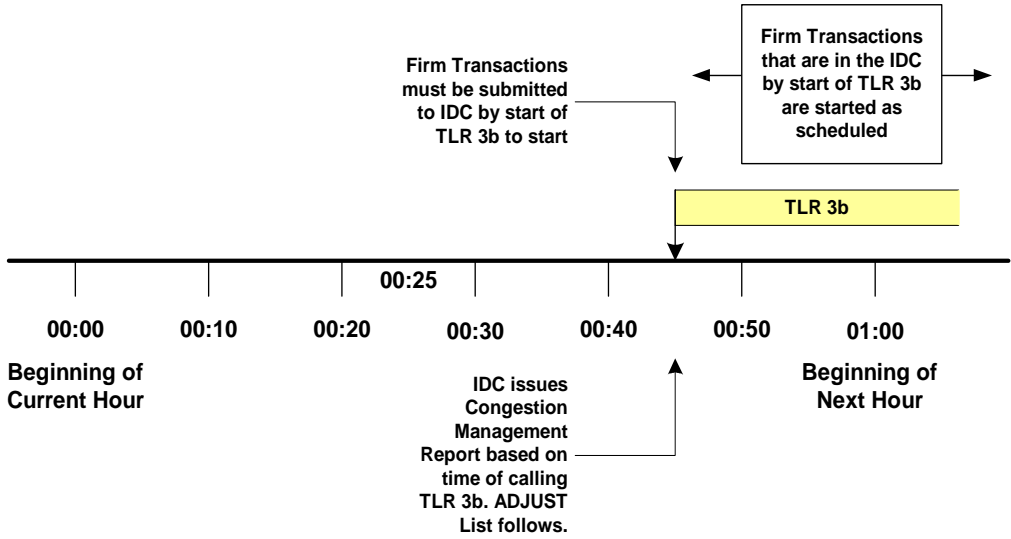 Firm Transactions
must be submitted
to IDC by start of
TLR 3b to start
Firm Transactions
that are in the IDC
by start of TLR 3b
are started as
scheduled
TLR 3b
00:25
00:00
00:10
00:20
00:30
00:40
00:50
01:00
Beginning of
Current Hour
IDC issues
Congestion
Management
Report based on
time of calling
TLR 3b. ADJUST
List follows.
Beginning of
Next Hour